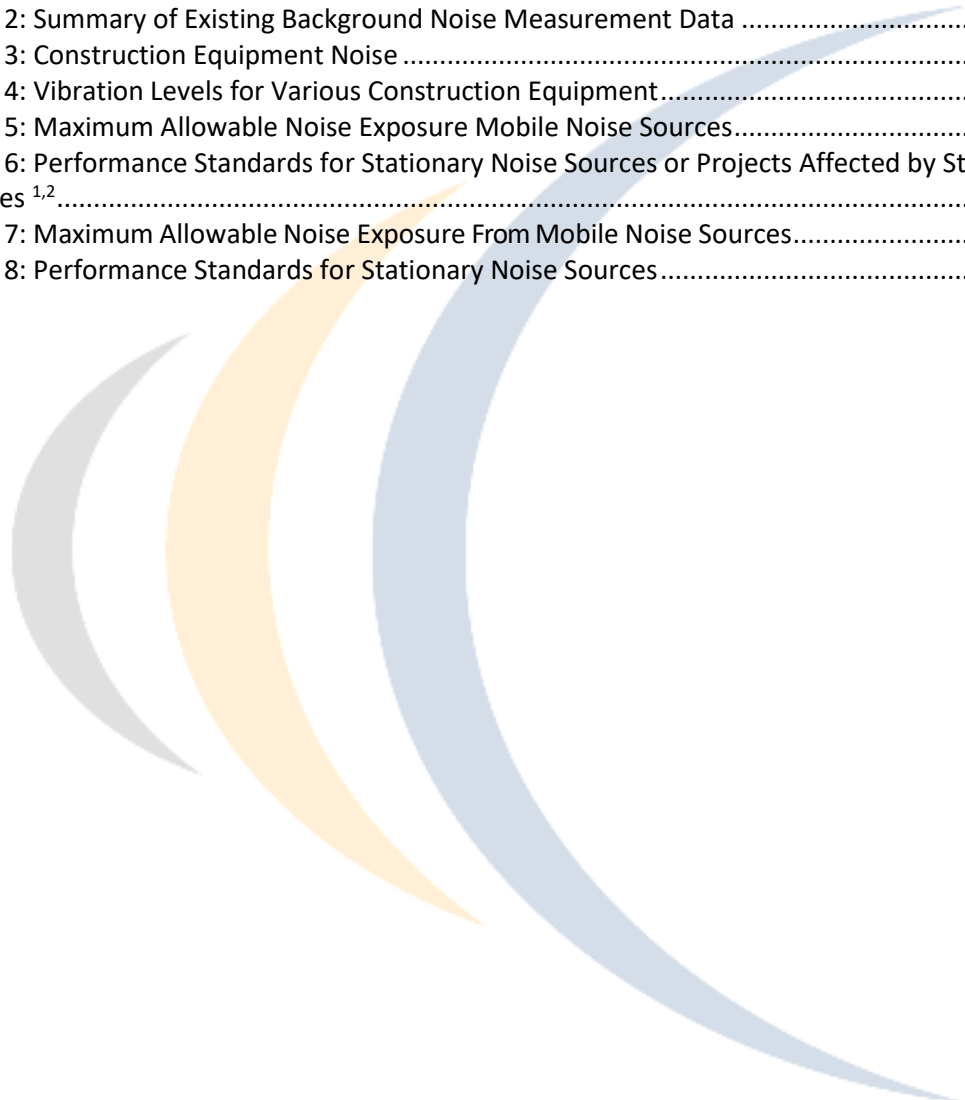 2: Summary of Existing Background Noise Measurement Data ..........................
3: Construction Equipment Noise ..................................................................
4: Vibration Levels for Various Construction Equipment ....................................
5: Maximum Allowable Noise Exposure Mobile Noise Sources ...........................
6: Performance Standards for Stationary Noise Sources or Projects Affected by St
es 1,2 ......................................................................................................
7: Maximum Allowable Noise Exposure From Mobile Noise Sources ....................
8: Performance Standards for Stationary Noise Sources ....................................